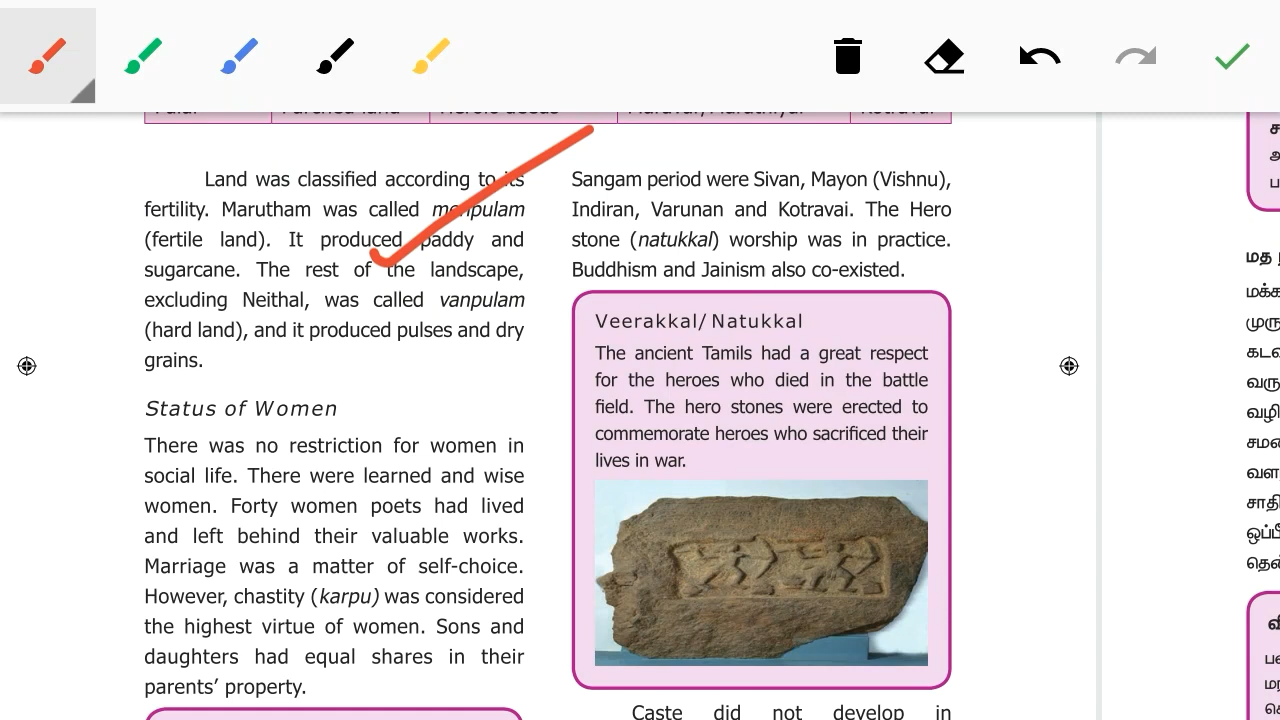 Land was classified according to its
fertility. Marutham was called menpulam
(fertile land). It produced paddy and
sugarcane. The rest of the landscape,
excluding Neithal, was called vanpulam
(hard land), and it produced pulses and dry
grains.
Status of Women
There was no restriction for women in
social life. There were learned and wise
women. Forty women poets had lived
and left behind their valuable works.
Marriage was a matter of self-choice.
However, chastity (karpu) was considered
the highest virtue of women. Sons and
daughters had equal shares in their
parents’ property.
Sangam period were Sivan, Mayon (Vishnu),
Indiran, Varunan and Kotravai. The Hero
stone (natukkal) worship was in practice.
Buddhism and Jainism also co-existed.
Veerakkal/ Natukkal
The ancient Tamils had a great respect
for the heroes who died in the battle
field. The hero stones were erected to
commemorate heroes who sacrificed their
lives in war.
Caste did not develop in